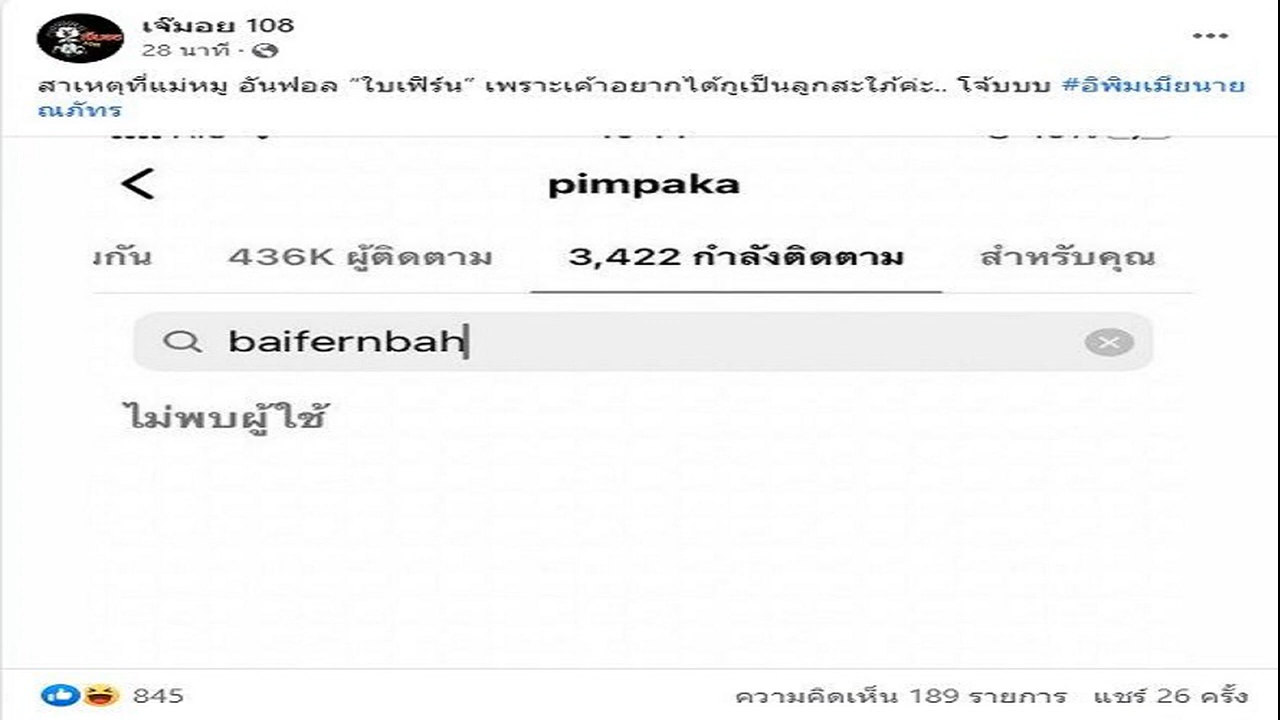 เจ๊มอย 108
28 นาที ·
สาเหตุที่แม่หมู อันฟอล “ใบเฟิร์น” เพราะเค้าอยากได้กูเป็นลูกสะใภ้ค่ะ.. โจ้บบบ #อิพิมเมียนาย
ณภัทร
pimpaka
436K ผู้ติดตาม
3,422 กำลังติดตาม
สำหรับคุณ
baifernbah
ไม่พบผู้ใช้
845
ความคิดเห็น 189 รายการ แชร์ 26 ครั้ง